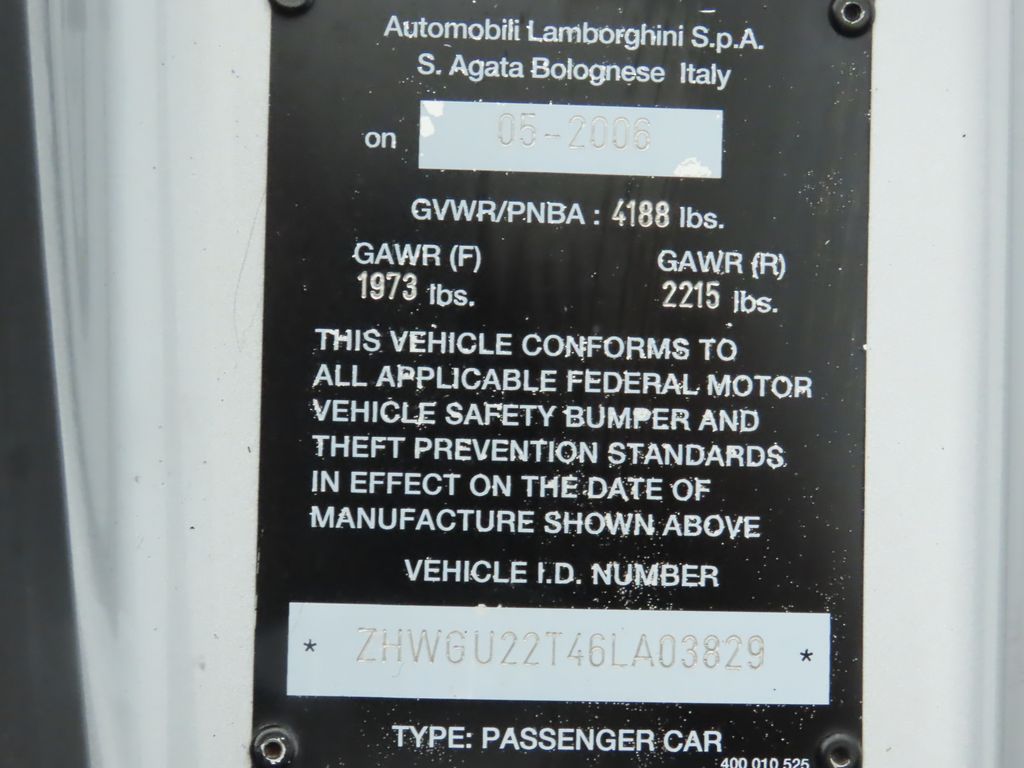 Automobili Lamborghini S.p.A.
S. Agata Bolognese Italy
on 05-2006
GVWR/PNBA : 4188 lbs.
GAWR (F) GAWR (R)
1973 lbs. 2215 lbs.
THIS VEHICLE CONFORMS TO
ALL APPLICABLE FEDERAL MOTOR
VEHICLE SAFETY BUMPER AND
THEFT PREVENTION STANDARDS
IN EFFECT ON THE DATE OF
MANUFACTURE SHOWN ABOVE
VEHICLE I.D. NUMBER
* ZHWGU22T46LA03829 *
TYPE: PASSENGER CAR
400 010 525